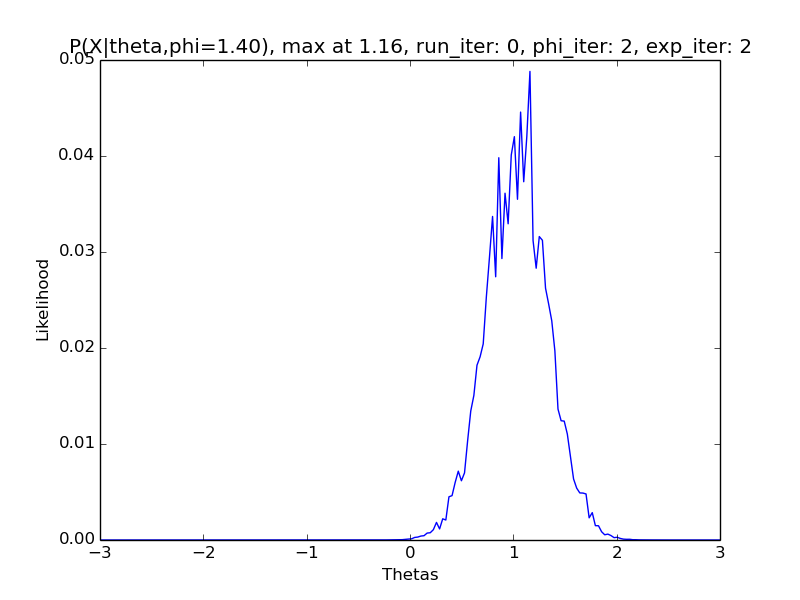 P(X|theta,phi=1.40), max at 1.16, run_iter: 0, phi_iter: 2, exp_iter: 2
0.05
0.04
0.03
0.02
0.01
0.00
Likelihood
−3 −2 −1 0 1 2 3
Thetas